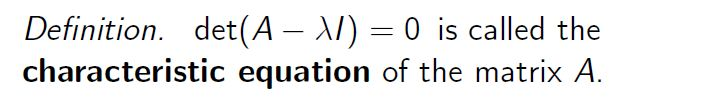 Definition. det(A − λI) = 0 is called the
characteristic equation of the matrix A.